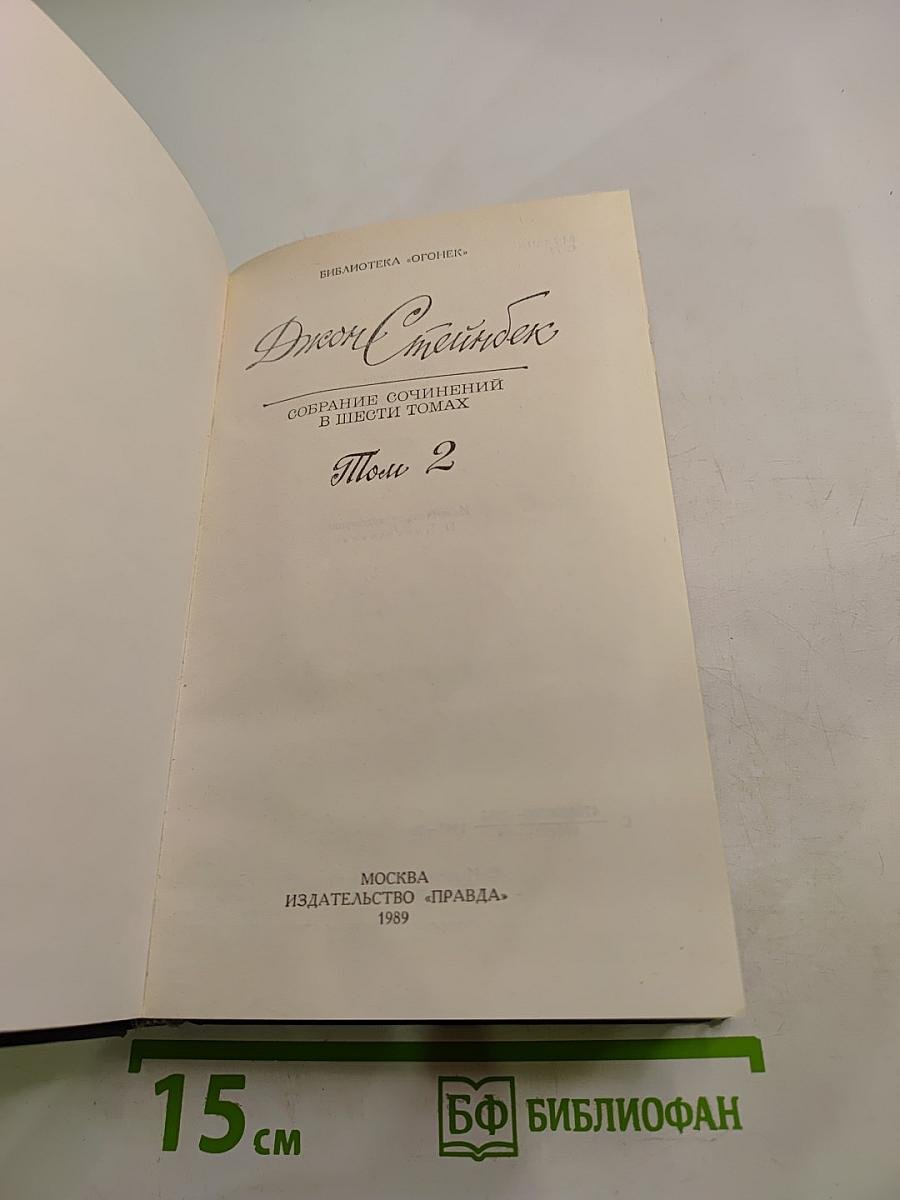 БИБЛИОТЕКА «ОГОНЕК»
Джон Стейнбек
СОБРАНИЕ СОЧИНЕНИЙ
В ШЕСТИ ТОМАХ
Том 2
МОСКВА
ИЗДАТЕЛЬСТВО «ПРАВДА»
1989
15 см
БФ БИБЛИОФАН